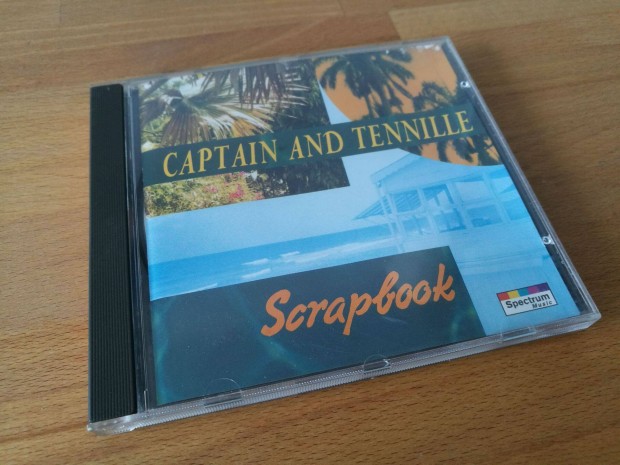 CAPTAIN AND TENNILLE
Scrapbook
Spectrum
Music